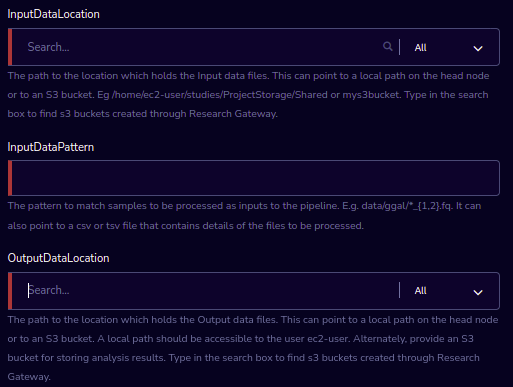 InputDataLocation
Search... All
The path to the location which holds the Input data files. This can point to a local path on the head node
or to an S3 bucket. Eg /home/ec2-user/studies/ProjectStorage/Shared or mys3bucket. Type in the search
box to find s3 buckets created through Research Gateway.
InputDataPattern
The pattern to match samples to be processed as inputs to the pipeline. E.g. data/ggal/*_{1,2}.fq. It can
also point to a csv or tsv file that contains details of the files to be processed.
OutputDataLocation
Search... All
The path to the location which holds the Output data files. This can point to a local path on the head node
or to an S3 bucket. A local path should be accessible to the user ec2-user. Alternately, provide an S3
bucket for storing analysis results. Type in the search box to find s3 buckets created through Research
Gateway.